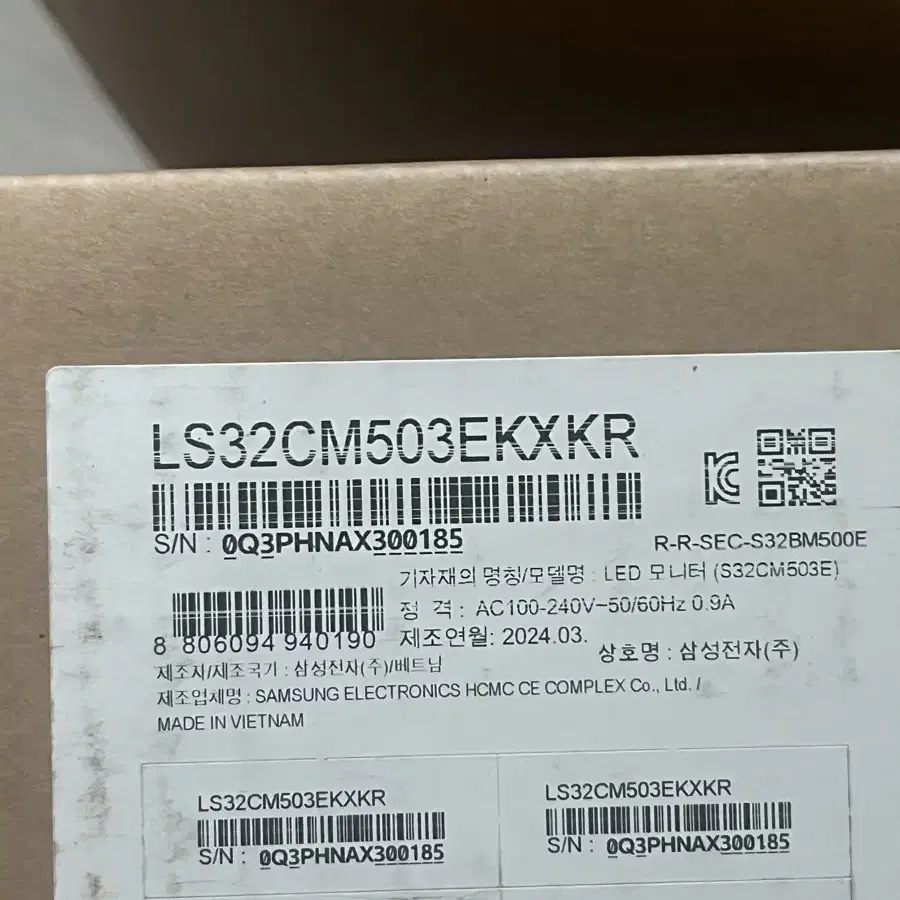 LS32CM503EKXKR
S/N : 0Q3PHNAX300185
R-R-SEC-S32BM500E
기자재의 명칭/모델명 : LED 모니터 (S32CM503E)
정 격 : AC100-240V~50/60Hz 0.9A
8 806094 940190
제조연월: 2024.03.
상호명 : 삼성전자(주)
제조자/제조국가 : 삼성전자(주)/베트남
제조업체명 : SAMSUNG ELECTRONICS HCMC CE COMPLEX Co., Ltd. /
MADE IN VIETNAM
LS32CM503EKXKR
S/N : 0Q3PHNAX300185
LS32CM503EKXKR
S/N : 0Q3PHNAX300185